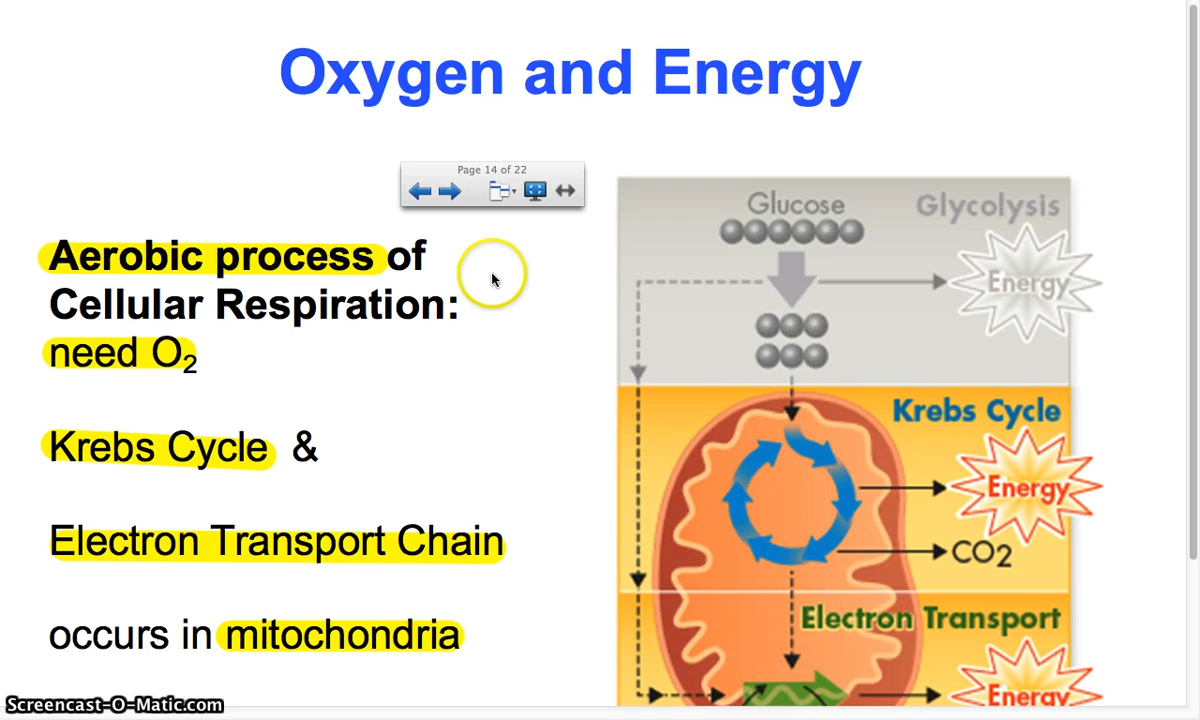 Oxygen and Energy
Page 14 of 22
Aerobic process of
Cellular Respiration:
need O₂
Krebs Cycle &
Electron Transport Chain
occurs in mitochondria
Glucose
Glycolysis
Energy
Krebs Cycle
Energy
CO2
Electron Transport
Energy
Screencast-O-Matic.com